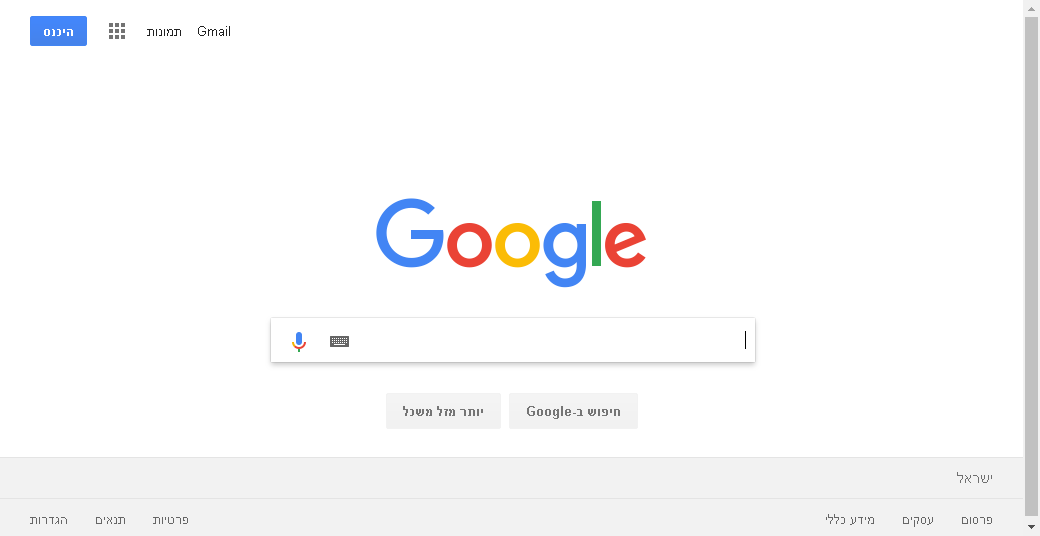 Gmail תמונות היכנס
Google
חיפוש ב-Google יותר מזל משכל
ישראל
פרסום עסקים מידע כללי פרטיות תנאים הגדרות